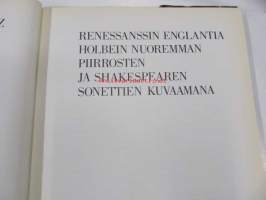 RENESSANSSIN ENGLANTIA
HOLBEIN NUOREMMAN
PIIRROSTEN
JA SHAKESPEAREN
SONETTIEN KUVAAMANA